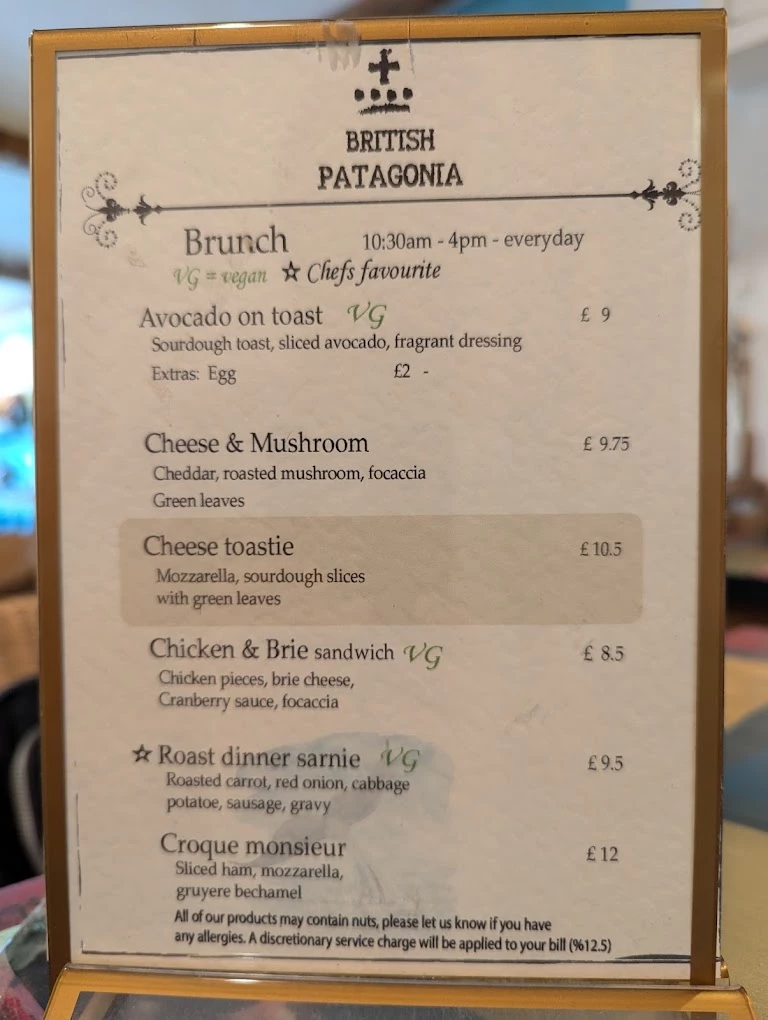 BRITISH
PATAGONIA
Brunch 10:30am - 4pm - everyday
VG = vegan ☆ Chefs favourite
Avocado on toast VG £ 9
Sourdough toast, sliced avocado, fragrant dressing
Extras: Egg £2 -
Cheese & Mushroom £ 9.75
Cheddar, roasted mushroom, focaccia
Green leaves
Cheese toastie £ 10.5
Mozzarella, sourdough slices
with green leaves
Chicken & Brie sandwich VG £ 8.5
Chicken pieces, brie cheese,
Cranberry sauce, focaccia
☆ Roast dinner sarnie VG £ 9.5
Roasted carrot, red onion, cabbage
potatoe, sausage, gravy
Croque monsieur £ 12
Sliced ham, mozzarella,
gruyere bechamel
All of our products may contain nuts, please let us know if you have
any allergies. A discretionary service charge will be applied to your bill (%12.5)